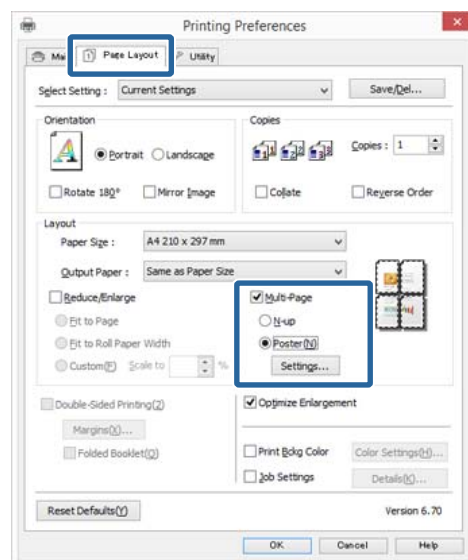 Printing Preferences
Page Layout
Utility
Select Setting : Current Settings
Save/Del...
Orientation
Portrait
Landscape
Rotate 180°
Mirror Image
Copies
Copies : 1
Collate
Reverse Order
Layout
Paper Size : A4 210 x 297 mm
Output Paper : Same as Paper Size
Reduce/Enlarge
Fit to Page
Fit to Roll Paper Width
Custom(F) Scale to %
Multi-Page
N-up
Poster(N)
Settings...
Double-Sided Printing(2)
Margins(X)...
Folded Booklet(Q)
Optimize Enlargement
Print Bckg Color
Color Settings(H)...
Job Settings
Details(K)...
Reset Defaults(Y)
Version 6.70
OK
Cancel
Help